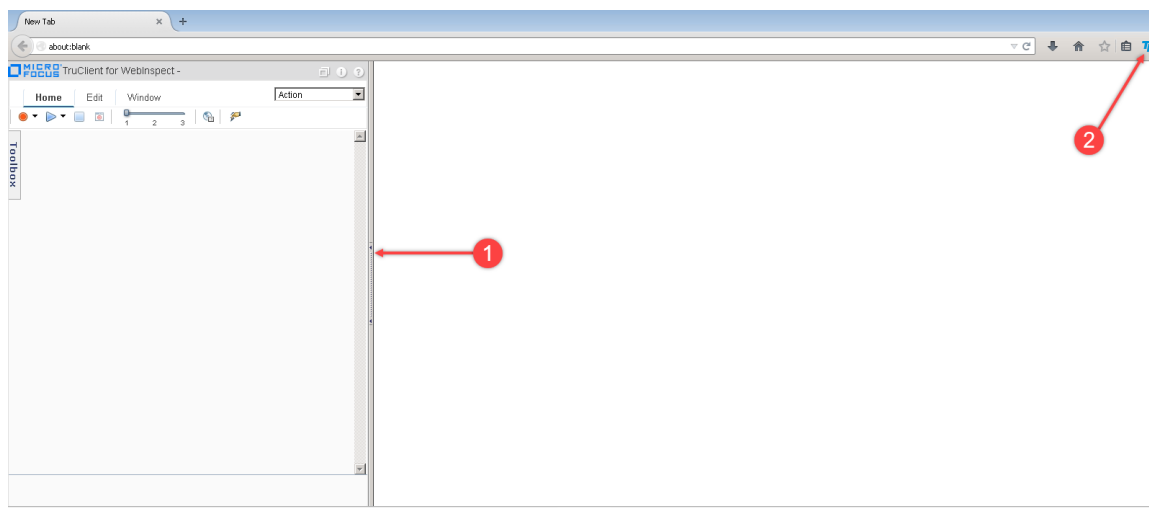 New Tab
about:blank
MICRO FOCUS TruClient for WebInspect -
Home Edit Window Action
1 2 3
Toolbox
1
2